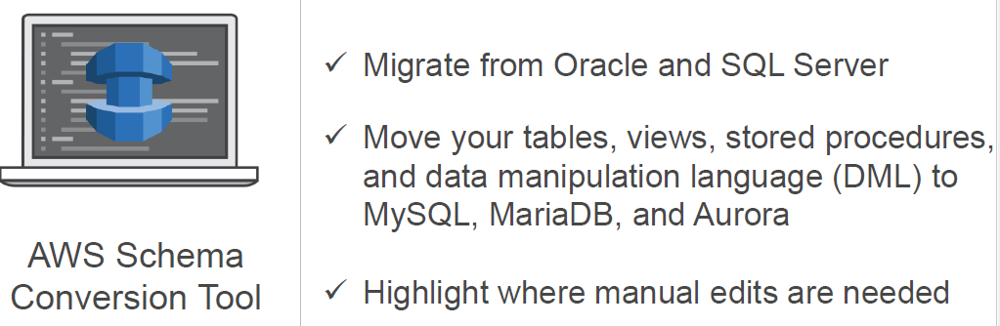 AWS Schema
Conversion Tool
✓ Migrate from Oracle and SQL Server
✓ Move your tables, views, stored procedures,
and data manipulation language (DML) to
MySQL, MariaDB, and Aurora
✓ Highlight where manual edits are needed